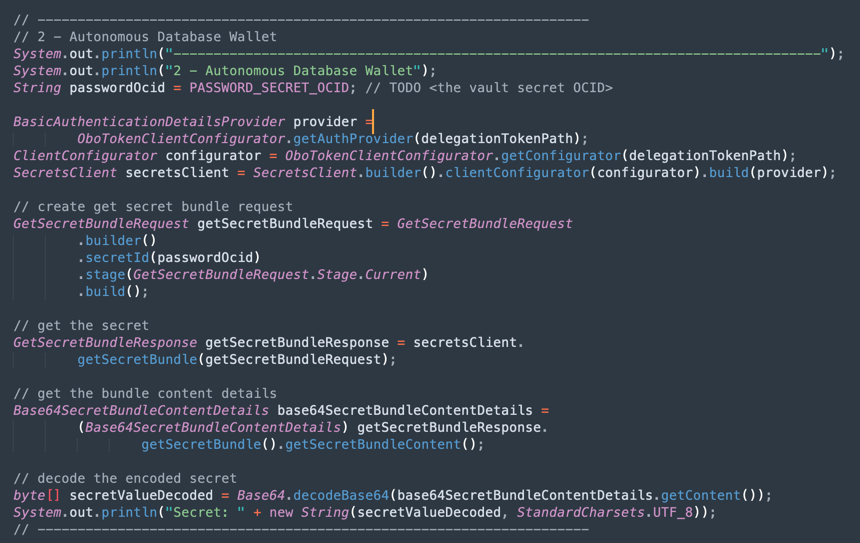 // ---------------------------------------------------------------------
// 2 - Autonomous Database Wallet
System.out.println("---------------------------------------------------------------------------------");
System.out.println("2 - Autonomous Database Wallet");
String passwordOcid = PASSWORD_SECRET_OCID; // TODO <the vault secret OCID>
BasicAuthenticationDetailsProvider provider =
OboTokenClientConfigurator.getAuthProvider(delegationTokenPath);
ClientConfigurator configurator = OboTokenClientConfigurator.getConfigurator(delegationTokenPath);
SecretsClient secretsClient = SecretsClient.builder().clientConfigurator(configurator).build(provider);
// create get secret bundle request
GetSecretBundleRequest getSecretBundleRequest = GetSecretBundleRequest
.builder()
.secretId(passwordOcid)
.stage(GetSecretBundleRequest.Stage.Current)
.build();
// get the secret
GetSecretBundleResponse getSecretBundleResponse = secretsClient.
getSecretBundle(getSecretBundleRequest);
// get the bundle content details
Base64SecretBundleContentDetails base64SecretBundleContentDetails =
(Base64SecretBundleContentDetails) getSecretBundleResponse.
getSecretBundle().getSecretBundleContent();
// decode the encoded secret
byte[] secretValueDecoded = Base64.decodeBase64(base64SecretBundleContentDetails.getContent());
System.out.println("Secret: " + new String(secretValueDecoded, StandardCharsets.UTF_8));
// ---------------------------------------------------------------------